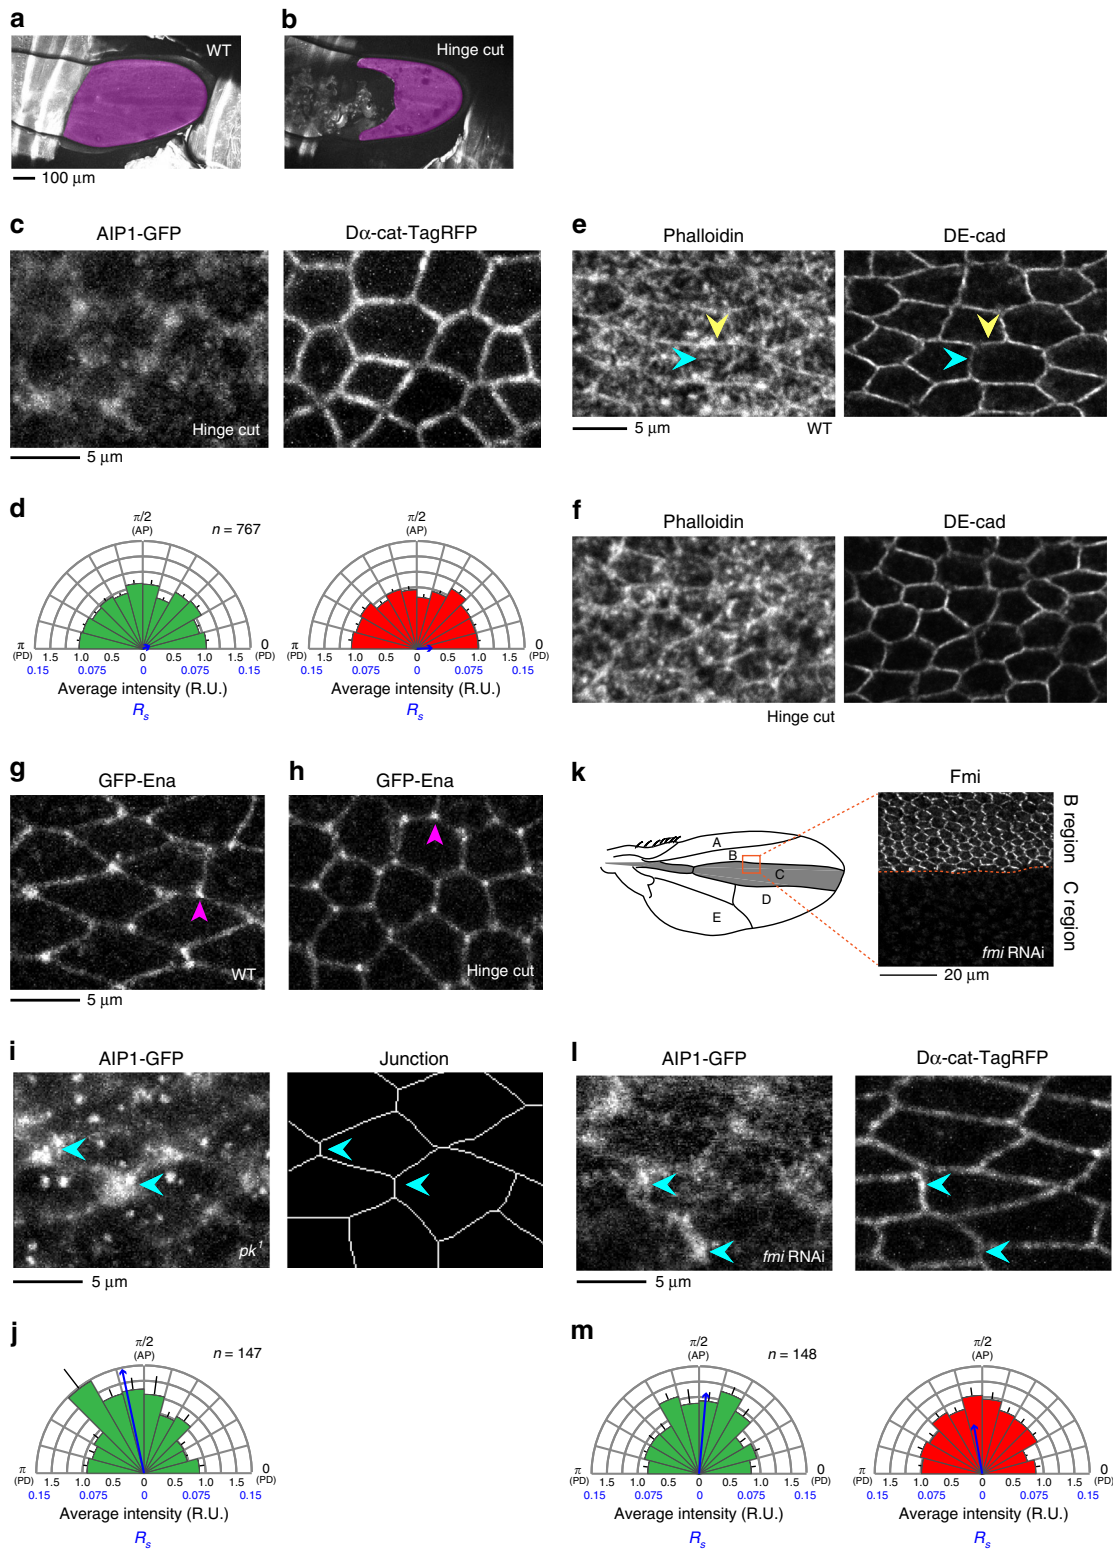 a
WT
100 μm
b
Hinge cut
c
AIP1-GFP
Dα-cat-TagRFP
Hinge cut
5 μm
d
π/2
(AP)
n = 767
π
(PD)
1.5 1.0 0.5 0 0.5 1.0 1.5
0
(PD)
0.15 0.075 0 0.075 0.15
Average intensity (R.U.)
Rs
π/2
(AP)
π
(PD)
1.5 1.0 0.5 0 0.5 1.0 1.5
0
(PD)
0.15 0.075 0 0.075 0.15
Average intensity (R.U.)
Rs
e
Phalloidin
DE-cad
5 μm
WT
f
Phalloidin
DE-cad
Hinge cut
g
GFP-Ena
WT
5 μm
h
GFP-Ena
Hinge cut
i
AIP1-GFP
Junction
pk1
5 μm
j
π/2
(AP)
n = 147
π
(PD)
1.5 1.0 0.5 0 0.5 1.0 1.5
0
(PD)
0.15 0.075 0 0.075 0.15
Average intensity (R.U.)
Rs
k
A
B
C
D
E
Fmi
B region
C region
fmi RNAi
20 μm
l
AIP1-GFP
Dα-cat-TagRFP
fmi RNAi
5 μm
m
π/2
(AP)
n = 148
π
(PD)
1.5 1.0 0.5 0 0.5 1.0 1.5
0
(PD)
0.15 0.075 0 0.075 0.15
Average intensity (R.U.)
Rs
π/2
(AP)
π
(PD)
1.5 1.0 0.5 0 0.5 1.0 1.5
0
(PD)
0.15 0.075 0 0.075 0.15
Average intensity (R.U.)
Rs